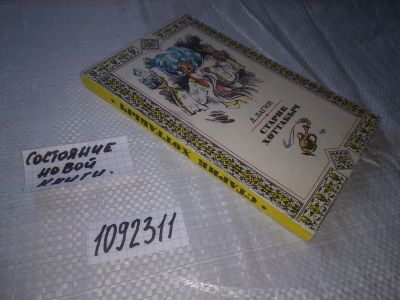 Л. ЛАГИН
СТАРИК
ХОТТАБЫЧ
• СТАРИК ХОТТАБЫЧ •
СОСТОЯНИЕ
НОВОЙ
КНИГИ.
1092311